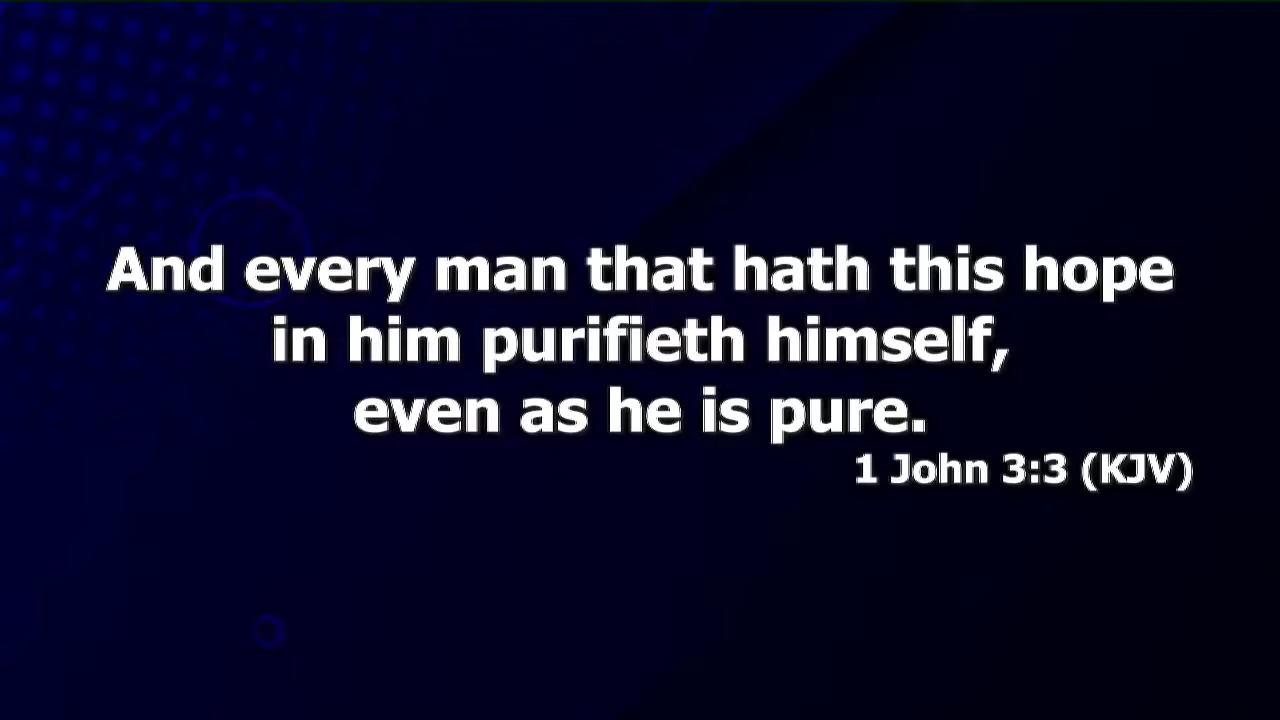 And every man that hath this hope
in him purifieth himself,
even as he is pure.
1 John 3:3 (KJV)